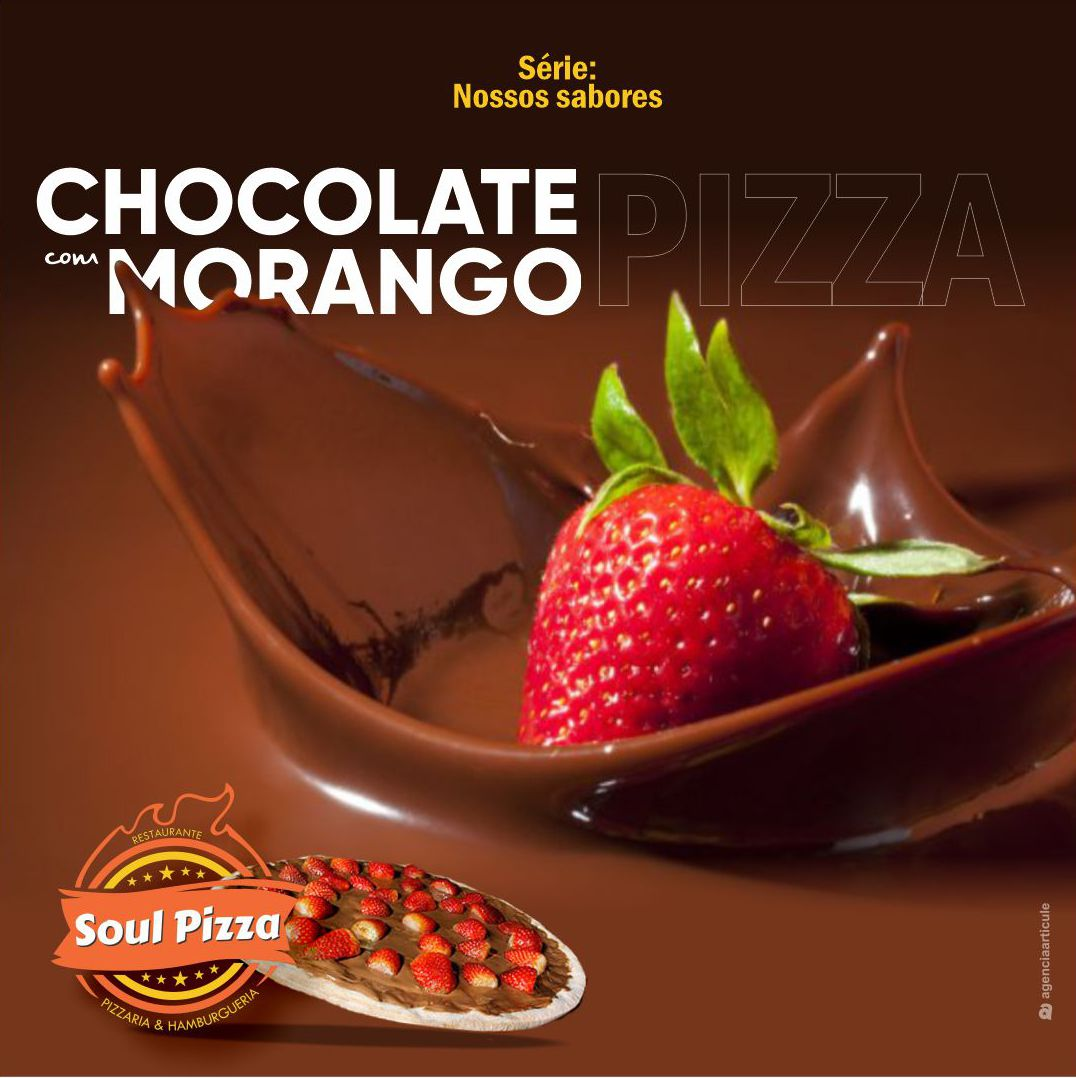 Série:
Nossos sabores
CHOCOLATE
com MORANGO
PIZZA
RESTAURANTE
Soul Pizza
PIZZARIA & HAMBURGUERIA
agenciaarticule